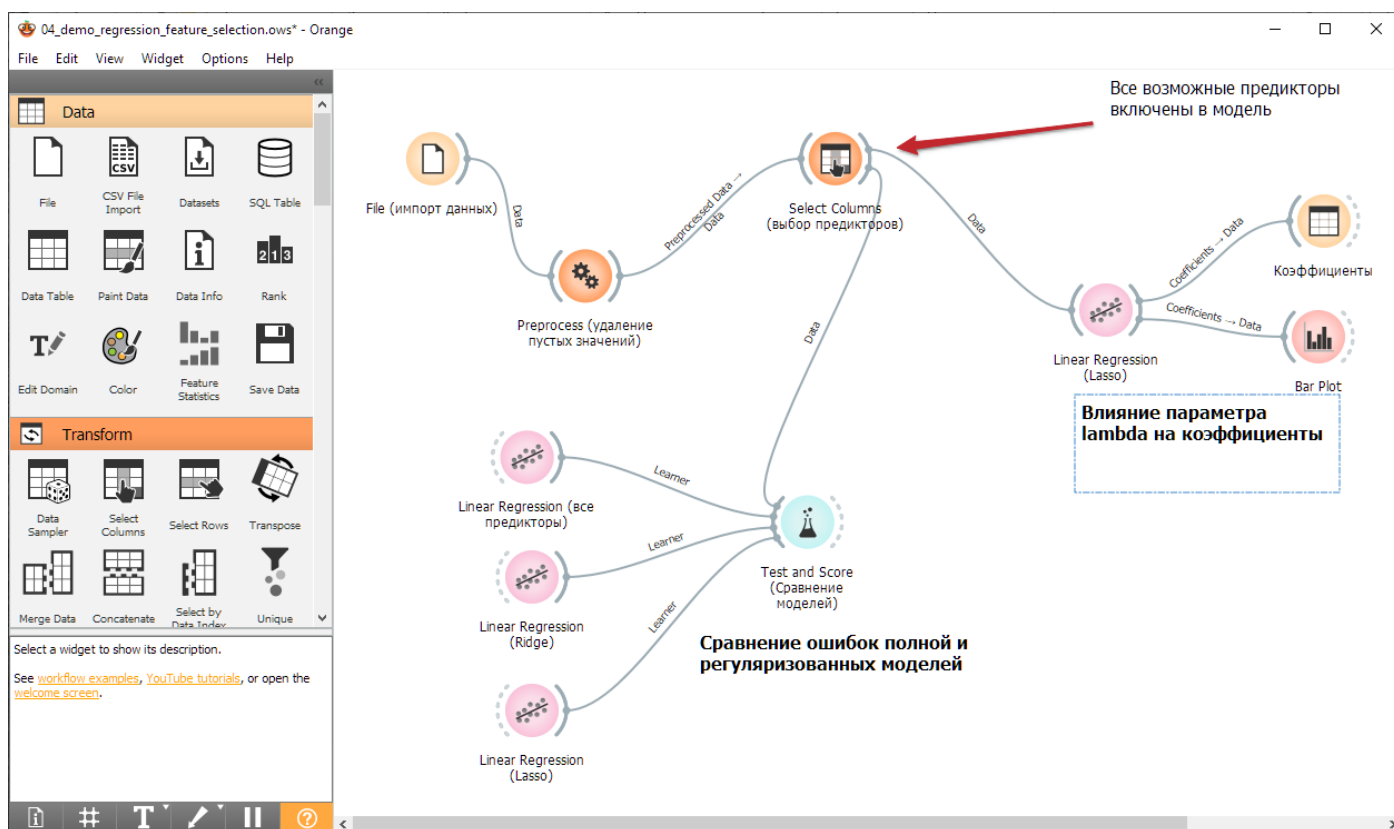 04_demo_regression_feature_selection.ows* - Orange
File Edit View Widget Options Help
Data
File
CSV File
Import
Datasets
SQL Table
CSV
Data Table
Paint Data
Data Info
Rank
2 1 3
Edit Domain
Color
Feature
Statistics
Save Data
Transform
Data
Sampler
Select
Columns
Select Rows
Transpose
Merge Data
Concatenate
Select by
Data Index
Unique
Select a widget to show its description.
See workflow examples, YouTube tutorials, or open the
welcome screen.
Все возможные предикторы
включены в модель
File (импорт данных)
Data
Preprocess (удаление
пустых значений)
Preprocessed Data →
Data
Select Columns
(выбор предикторов)
Data
Data
Linear Regression
(Lasso)
Coefficients → Data
Коэффициенты
Coefficients → Data
Bar Plot
Влияние параметра
lambda на коэффициенты
Linear Regression (все
предикторы)
Learner
Linear Regression
(Ridge)
Learner
Linear Regression
(Lasso)
Learner
Test and Score
(Сравнение
моделей)
Сравнение ошибок полной и
регуляризованных моделей